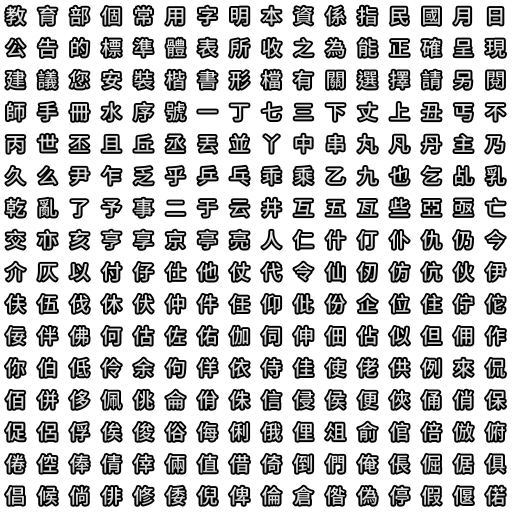 教育部個常用字明本資係指民國月日
公告的標準體表所收之為能正確呈現
建議您安裝楷書形檔有關選擇請另閱
師手冊水序號一丁七三下丈上丑丐不
丙世丕且丘丞丟並丫中串丸凡丹主乃
久么尹乍乏乎乒乓乖乘乙九也乞乩乳
乾亂了予事二于云井互五亙些亞亟亡
交亦亥亨享京亭亮人仁什仃仆仇仍今
介仄以付仔仕他仗代令仙仞仿伉伙伊
伕伍伐休伏仲件任仰仳份企位住佇佗
佞伴佛何估佐佑伽伺伸佃佔似但佣作
你伯低伶余佝佯依侍佳使佬供例來侃
佰併侈佩佻侖佾侏信侵侯便俠俑俏保
促侶俘俟俊俗侮俐俄俚俎俞倌倍倣俯
倦倥俸倩倖倆值借倚倒們俺倀倔倨俱
倡候倘俳修倭倪俾倫倉偺偽停假偃偌